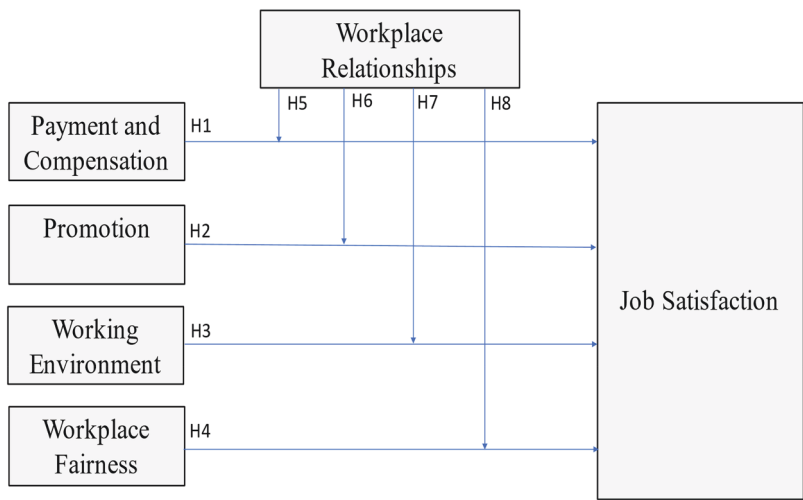 Workplace
Relationships
H5
H6
H7
H8
Payment and
Compensation
H1
Promotion
H2
Working
Environment
H3
Workplace
Fairness
H4
Job Satisfaction